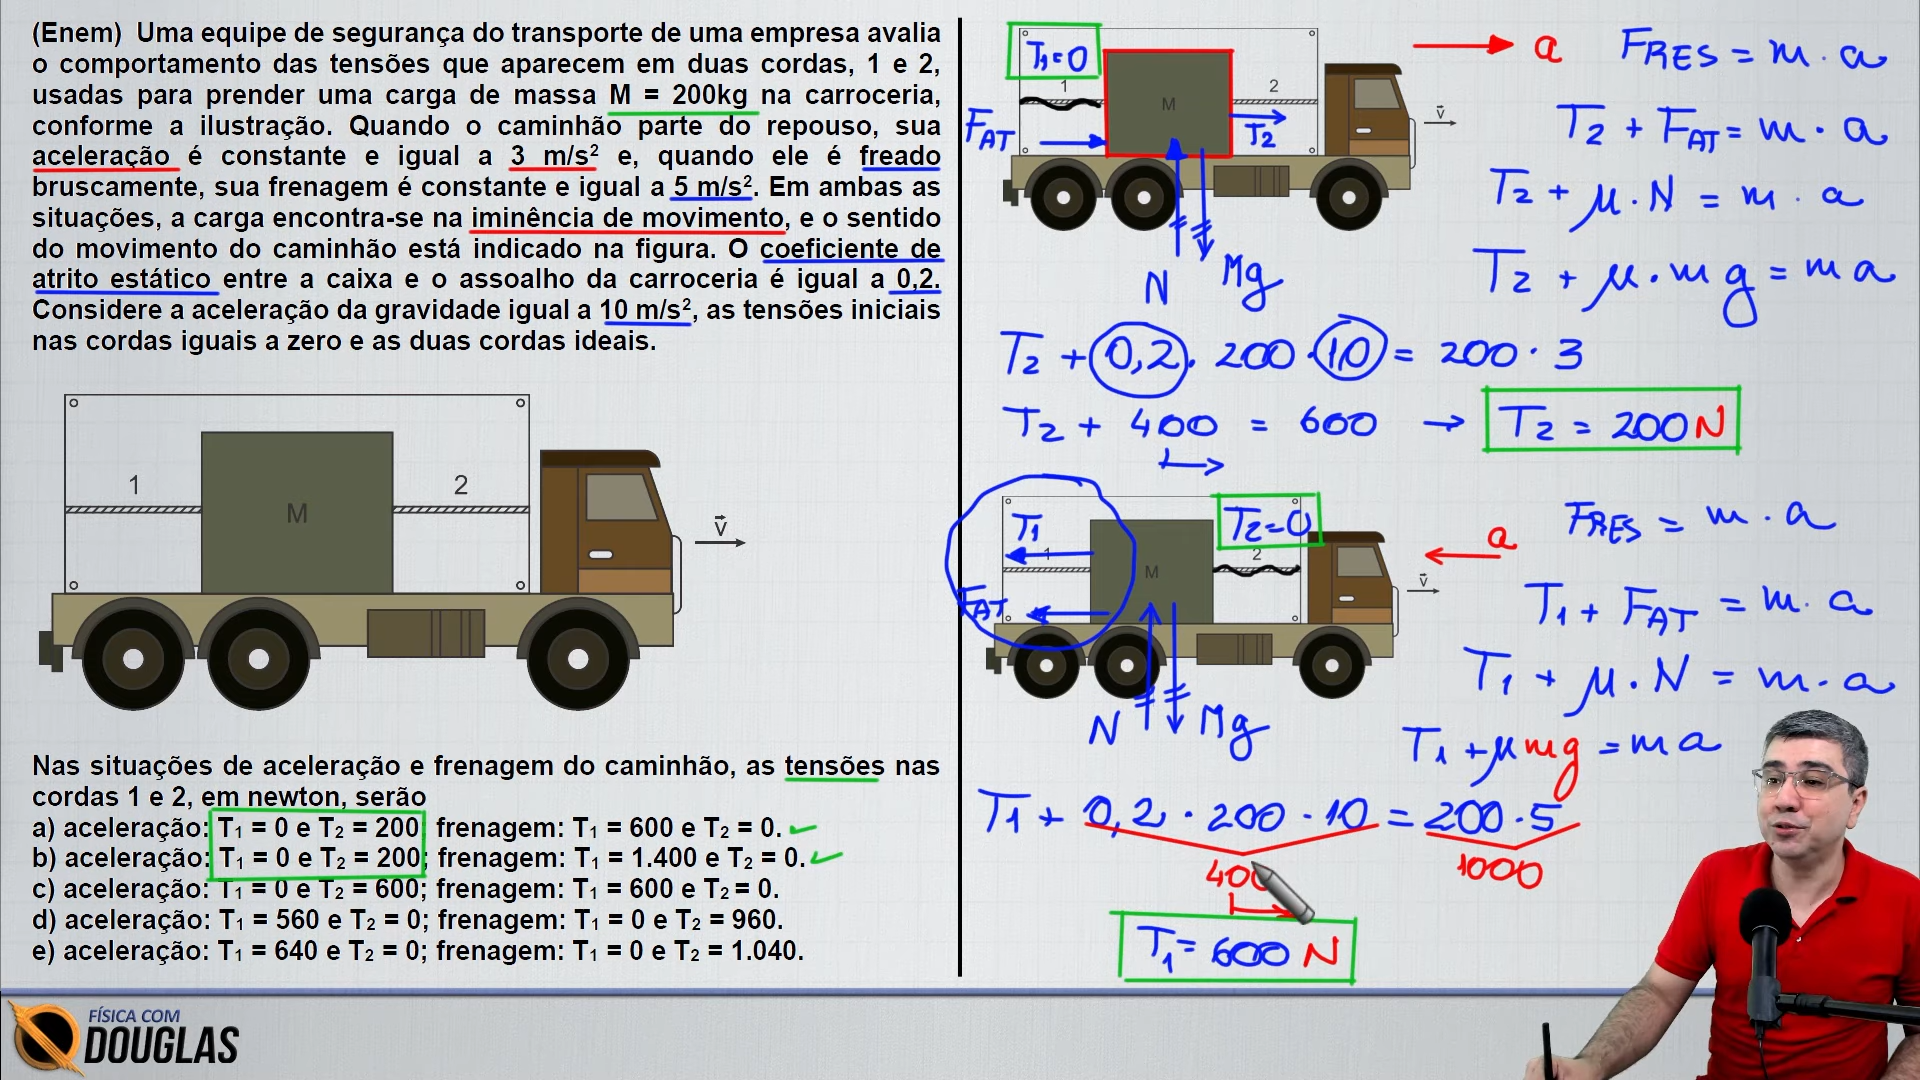 (Enem) Uma equipe de segurança do transporte de uma empresa avalia
o comportamento das tensões que aparecem em duas cordas, 1 e 2,
usadas para prender uma carga de massa M = 200kg na carroceria,
conforme a ilustração. Quando o caminhão parte do repouso, sua
aceleração é constante e igual a 3 m/s² e, quando ele é freado
bruscamente, sua frenagem é constante e igual a 5 m/s². Em ambas as
situações, a carga encontra-se na iminência de movimento, e o sentido
do movimento do caminhão está indicado na figura. O coeficiente de
atrito estático entre a caixa e o assoalho da carroceria é igual a 0,2.
Considere a aceleração da gravidade igual a 10 m/s², as tensões iniciais
nas cordas iguais a zero e as duas cordas ideais.
1
2
M
v
Nas situações de aceleração e frenagem do caminhão, as tensões nas
cordas 1 e 2, em newton, serão
a) aceleração: T₁ = 0 e T₂ = 200; frenagem: T₁ = 600 e T₂ = 0.
b) aceleração: T₁ = 0 e T₂ = 200; frenagem: T₁ = 1.400 e T₂ = 0.
c) aceleração: T₁ = 0 e T₂ = 600; frenagem: T₁ = 600 e T₂ = 0.
d) aceleração: T₁ = 560 e T₂ = 0; frenagem: T₁ = 0 e T₂ = 960.
e) aceleração: T₁ = 640 e T₂ = 0; frenagem: T₁ = 0 e T₂ = 1.040.
T₁=0
1
M
2
a
FAT
T₂
v
N
Mg
FRES = m . a
T₂ + FAT = m . a
T₂ + μ . N = m . a
T₂ + μ . m g = m a
T₂ + 0,2 . 200 . 10 = 200 . 3
T₂ + 400 = 600 → T₂ = 200 N
T₁
1
T₂=0
2
M
a
FAT
v
N
Mg
FRES = m . a
T₁ + FAT = m . a
T₁ + μ . N = m . a
T₁ + μ m g = m a
T₁ + 0,2 . 200 . 10 = 200 . 5
400
1000
T₁ = 600 N
FÍSICA COM
DOUGLAS